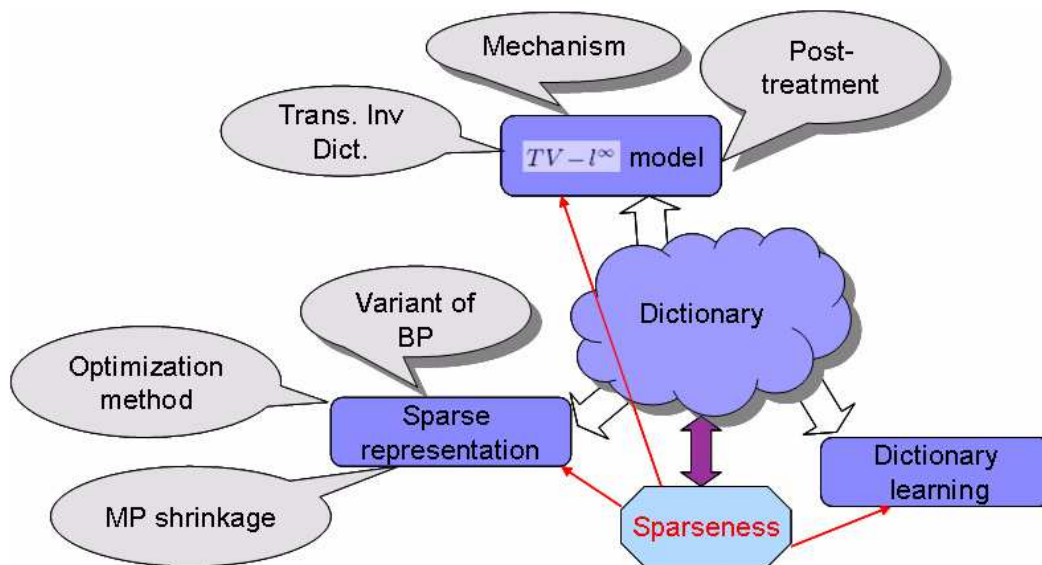 Mechanism
Post-
treatment
Trans. Inv
Dict.
TV − l^∞ model
Dictionary
Variant of
BP
Optimization
method
Sparse
representation
MP shrinkage
Dictionary
learning
Sparseness